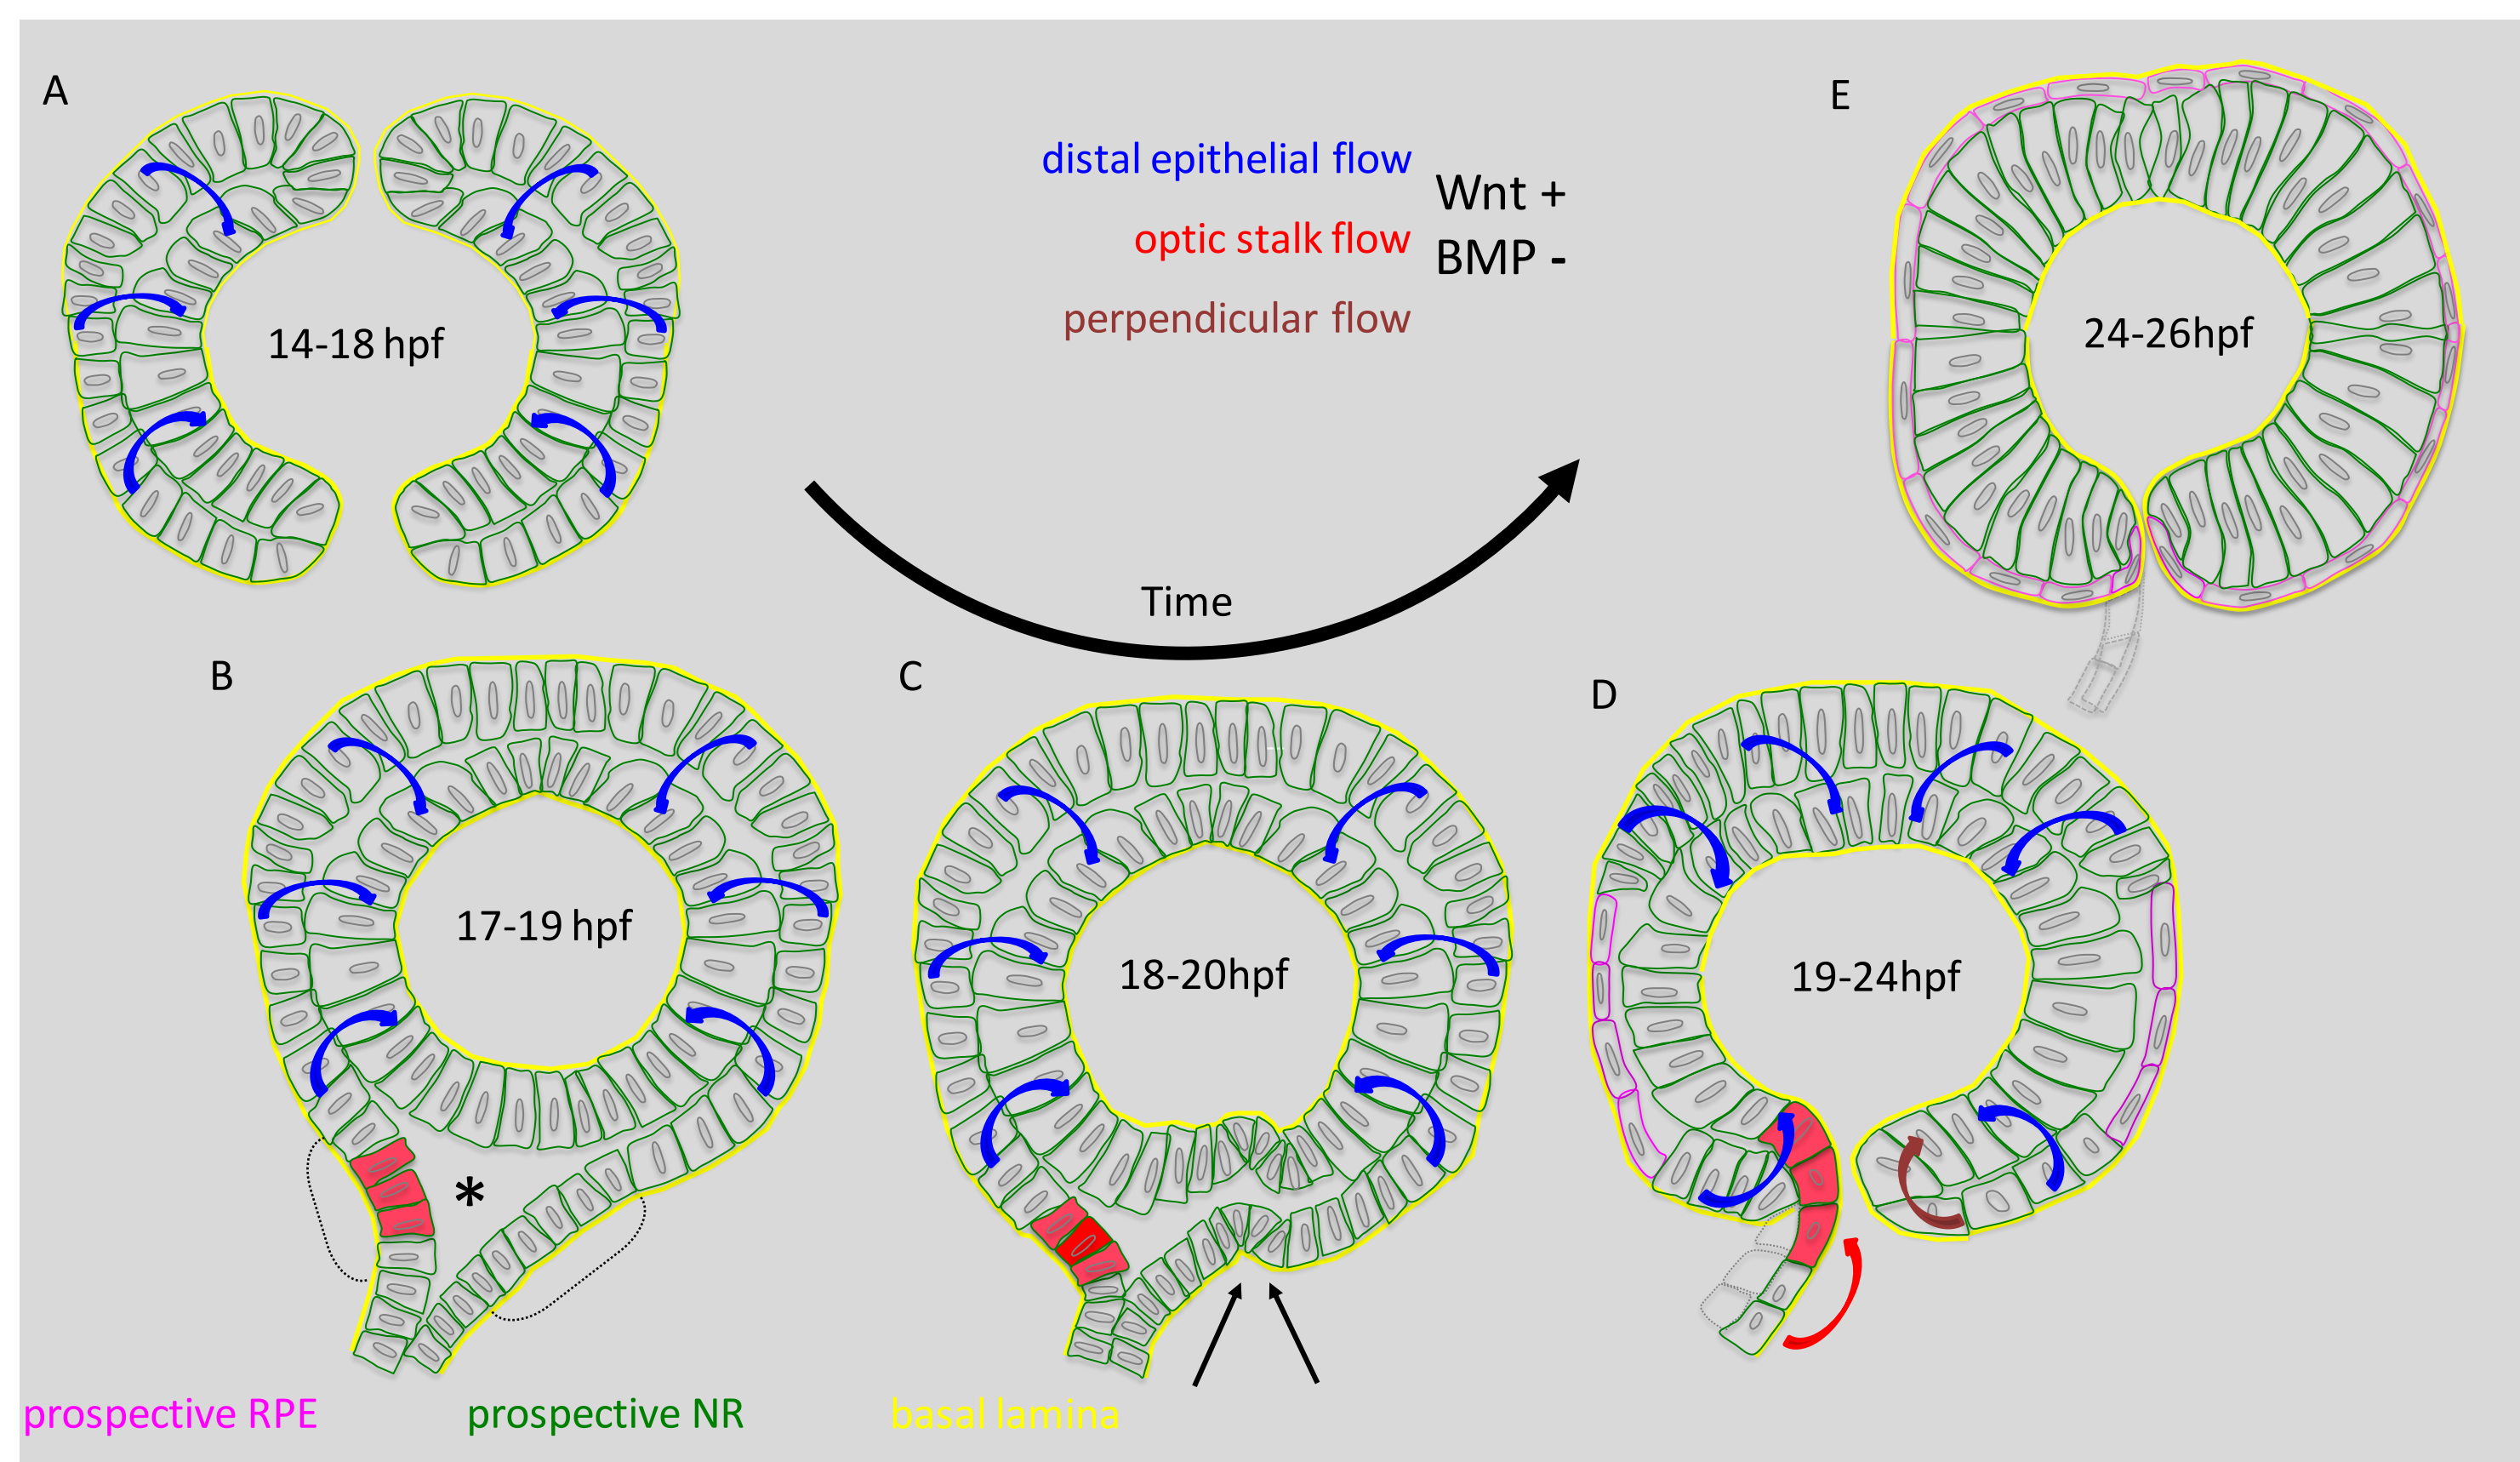 A
E
distal epithelial flow
Wnt +
optic stalk flow
BMP -
perpendicular flow
14-18 hpf
24-26hpf
Time
B
C
D
17-19 hpf
18-20hpf
19-24hpf
*
prospective RPE
prospective NR
basal lamina